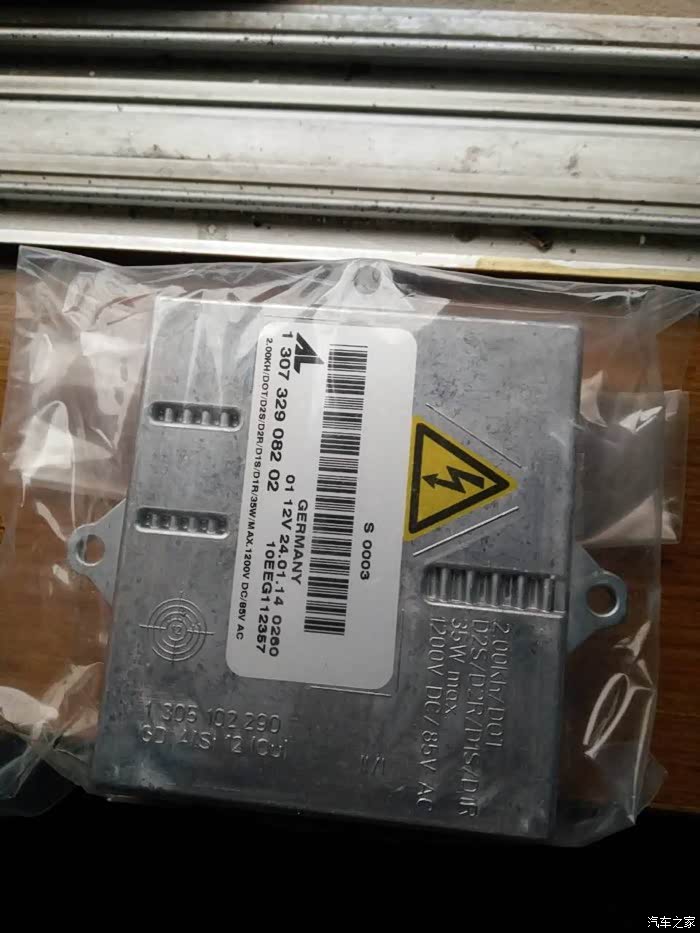 AL
1 307 329 082 02
2.00KH/DOT/D2S/D2R/D1S/D1R/35W/MAX.1200V DC/85V AC
01 12V 24.01.14 0260
GERMANY
10EEG112357
S 0003
2.00Kh/DOT
D2S/D2R/D1S/D1R
35W max
1200V DC/85V AC
1 305 102 290
汽车之家